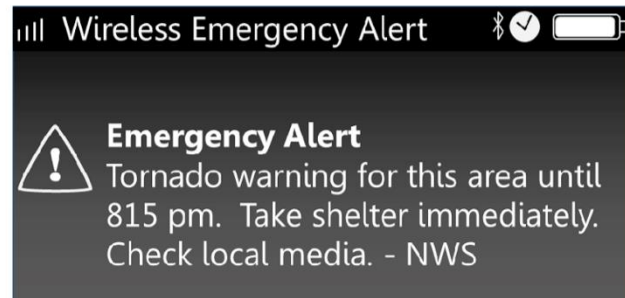 Wireless Emergency Alert
Emergency Alert
Tornado warning for this area until
815 pm.  Take shelter immediately.
Check local media. - NWS